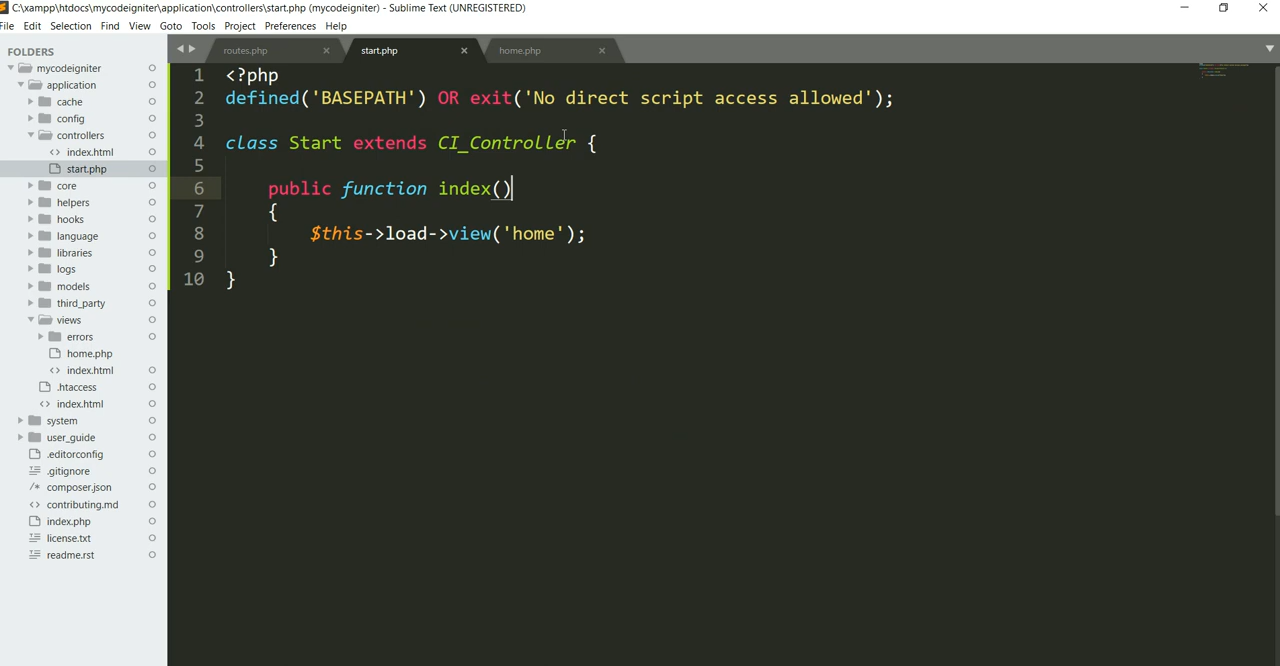 C:\xampp\htdocs\mycodeigniter\application\controllers\start.php (mycodeigniter) - Sublime Text (UNREGISTERED)
File Edit Selection Find View Goto Tools Project Preferences Help
FOLDERS
mycodeigniter
application
cache
config
controllers
<> index.html
start.php
core
helpers
hooks
language
libraries
logs
models
third_party
views
errors
home.php
<> index.html
.htaccess
<> index.html
system
user_guide
.editorconfig
.gitignore
/* composer.json
<> contributing.md
index.php
license.txt
readme.rst
routes.php × start.php × home.php ×
1 <?php
2 defined('BASEPATH') OR exit('No direct script access allowed');
3
4 class Start extends CI_Controller {
5
6 public function index()
7 {
8 $this->load->view('home');
9 }
10 }